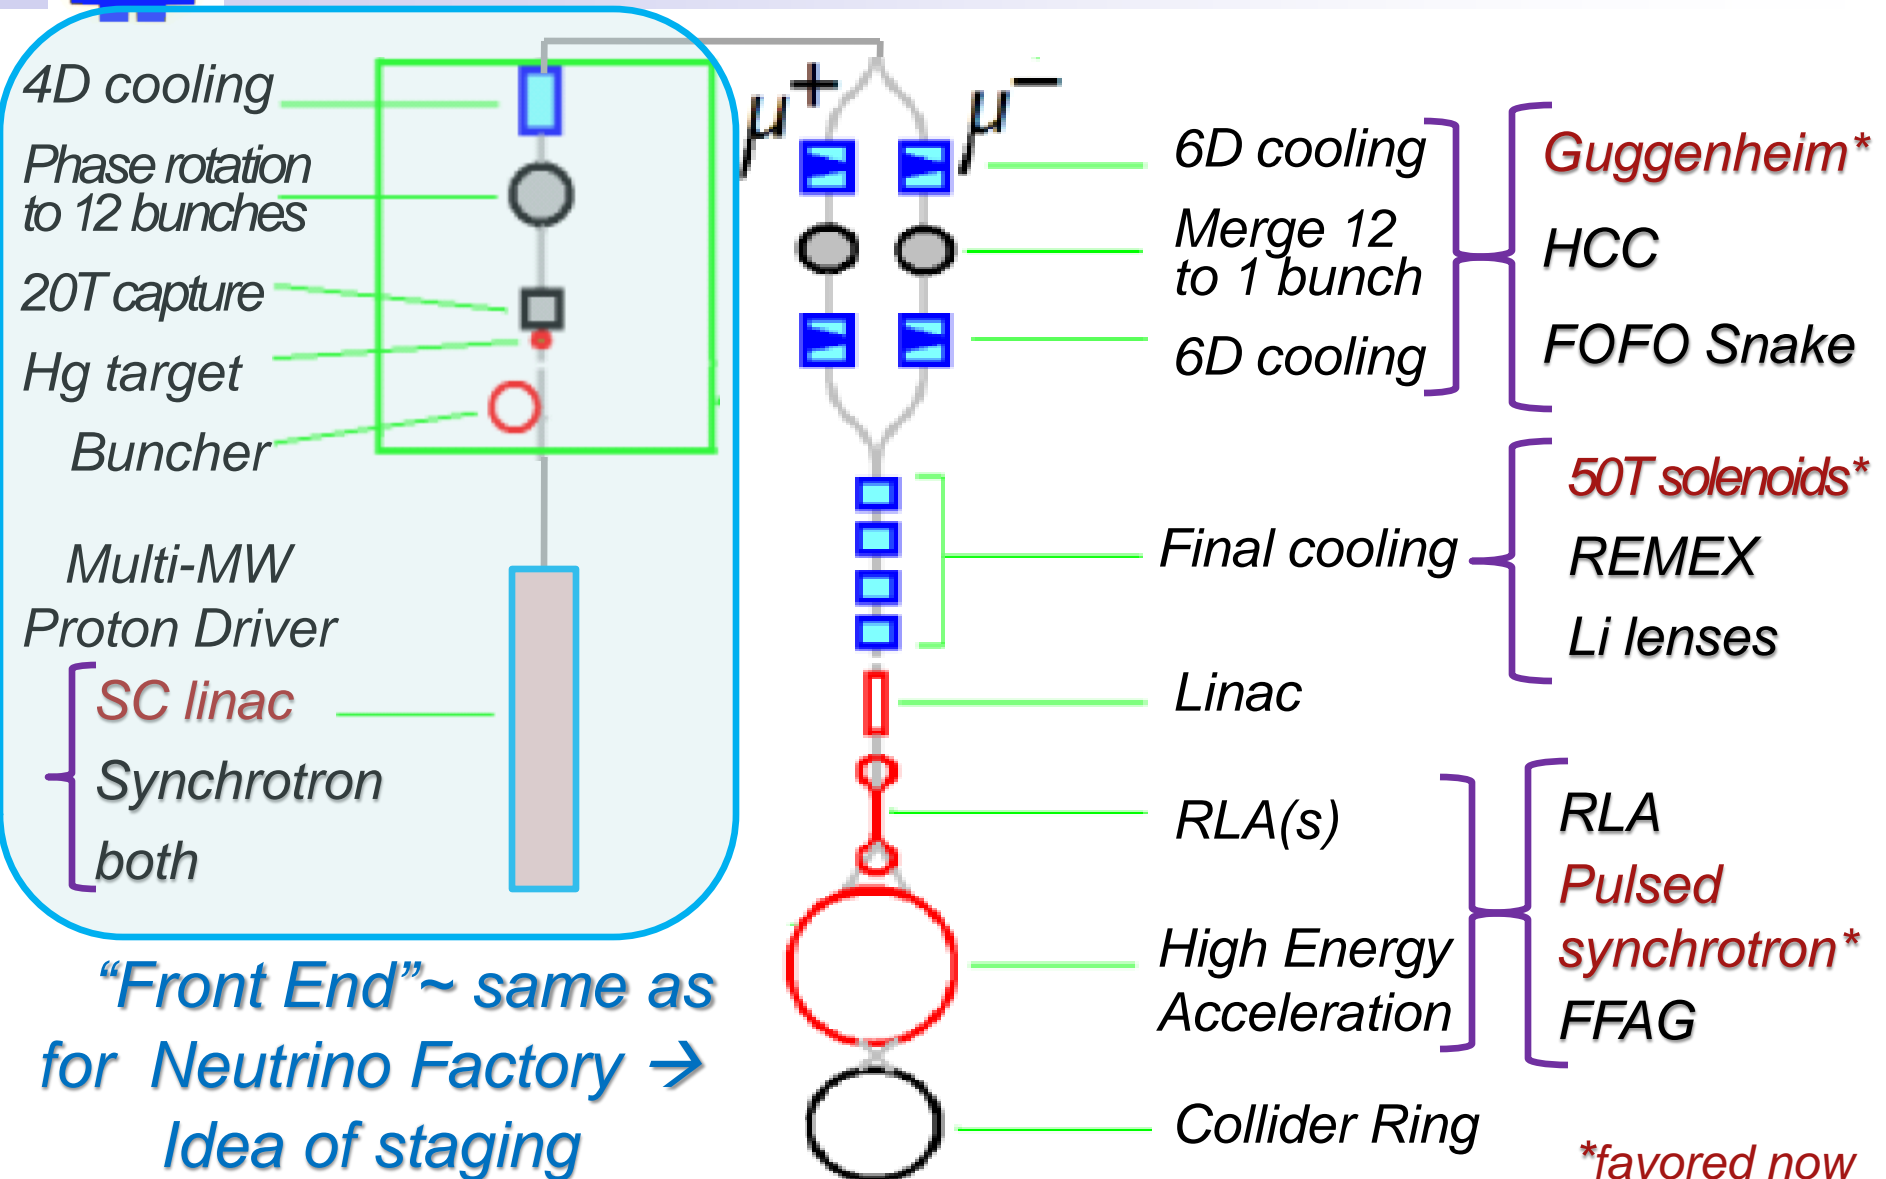 4D cooling
Phase rotation
to 12 bunches
20T capture
Hg target
Buncher
Multi-MW
Proton Driver
SC linac
Synchrotron
both
“Front End”~ same as
for Neutrino Factory →
Idea of staging
μ+
μ−
6D cooling
Merge 12
to 1 bunch
6D cooling
Final cooling
Linac
RLA(s)
High Energy
Acceleration
Collider Ring
Guggenheim*
HCC
FOFO Snake
50T solenoids*
REMEX
Li lenses
RLA
Pulsed
synchrotron*
FFAG
*favored now